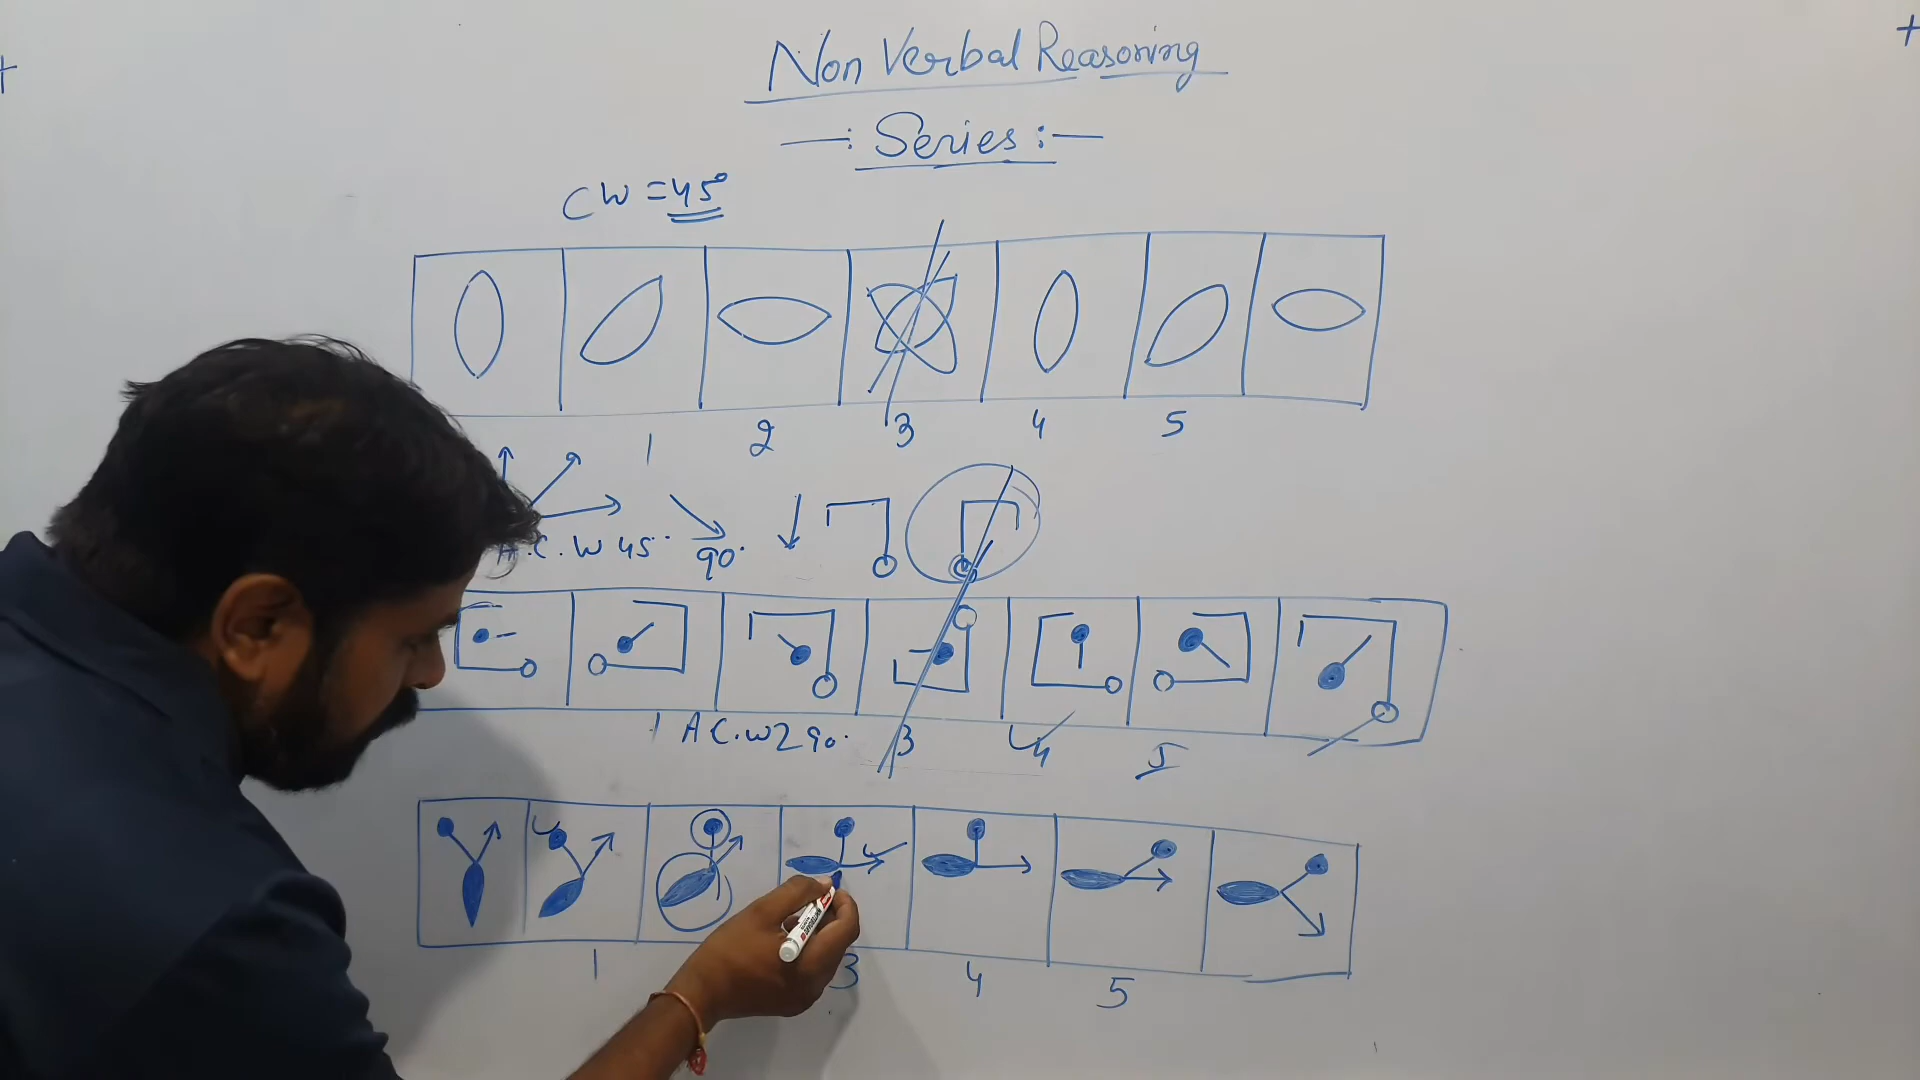 Non Verbal Reasoning
—: Series :—
CW = 45°
1 2 3 4 5
A.C.W 45° 90°
1 A C.W 2 90° 3 4 5
1 3 4 5